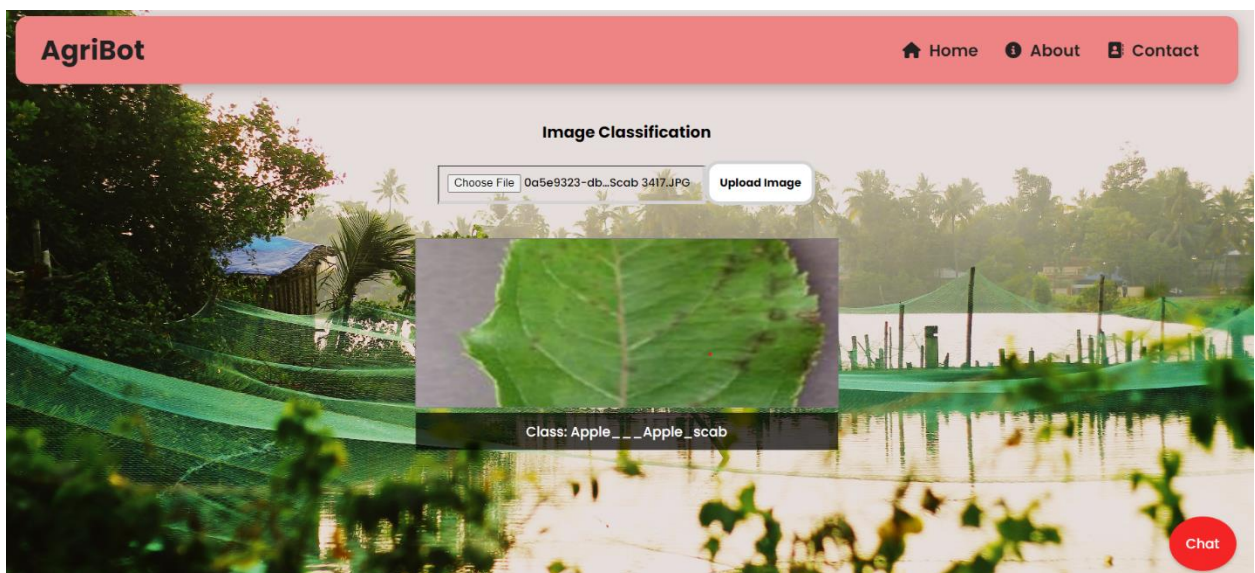 AgriBot
Home About Contact
Image Classification
Choose File 0a5e9323-db...Scab 3417.JPG Upload Image
Class: Apple___Apple_scab
Chat